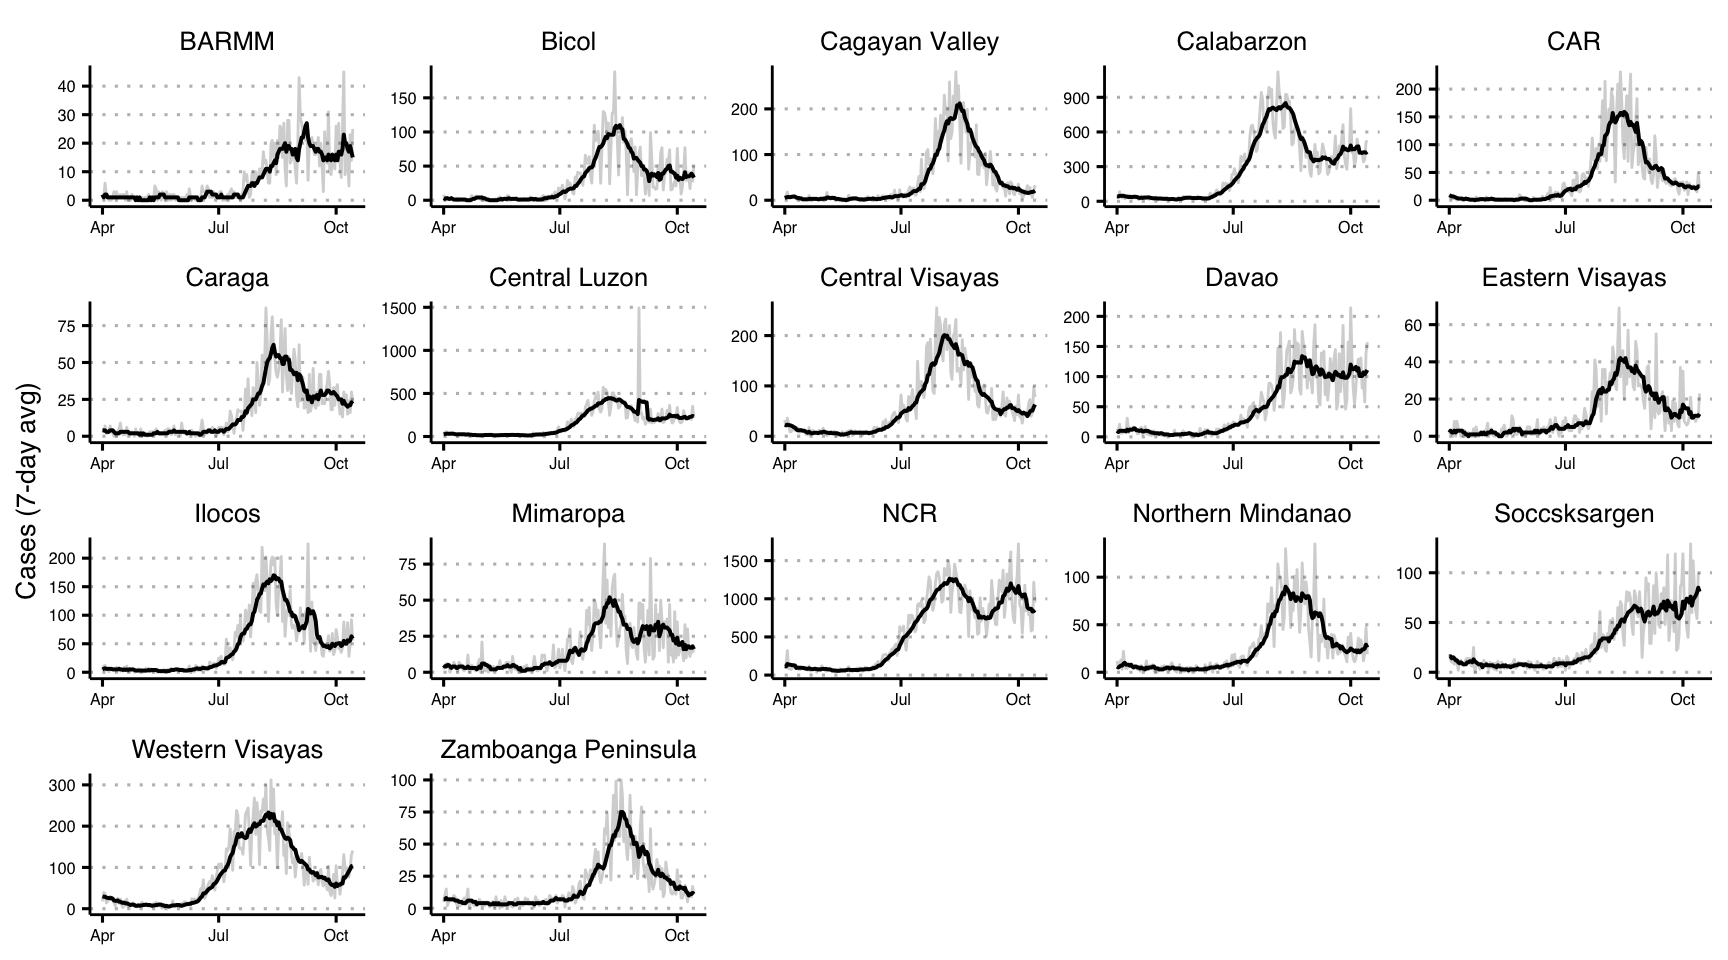 BARMM
Bicol
Cagayan Valley
Calabarzon
CAR
40
30
20
10
0
Apr Jul Oct
150
100
50
0
Apr Jul Oct
200
100
0
Apr Jul Oct
900
600
300
0
Apr Jul Oct
200
150
100
50
0
Apr Jul Oct
Caraga
Central Luzon
Central Visayas
Davao
Eastern Visayas
75
50
25
0
Apr Jul Oct
1500
1000
500
0
Apr Jul Oct
200
100
0
Apr Jul Oct
200
150
100
50
0
Apr Jul Oct
60
40
20
0
Apr Jul Oct
Cases (7-day avg)
Ilocos
Mimaropa
NCR
Northern Mindanao
Soccsksargen
200
150
100
50
0
Apr Jul Oct
75
50
25
0
Apr Jul Oct
1500
1000
500
0
Apr Jul Oct
100
50
0
Apr Jul Oct
100
50
0
Apr Jul Oct
Western Visayas
Zamboanga Peninsula
300
200
100
0
Apr Jul Oct
100
75
50
25
0
Apr Jul Oct